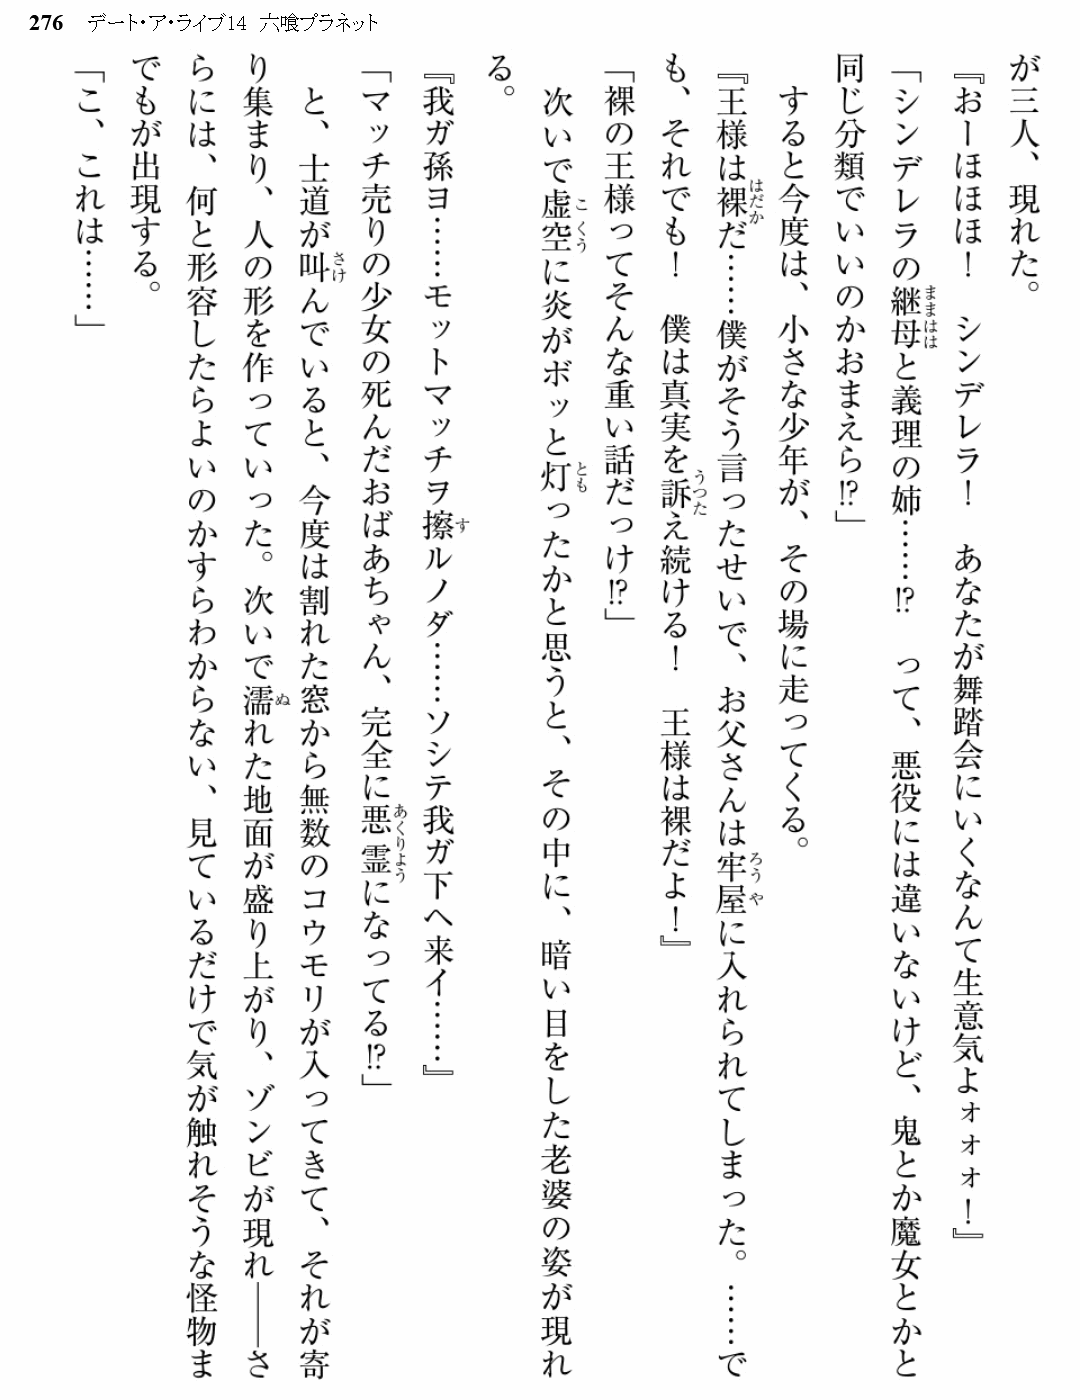 276 デート・ア・ライブ14 六喰プラネット
が三人、現れた。
『おーほほほ！ シンデレラ！ あなたが舞踏会にいくなんて生意気よォォォ！』
「シンデレラの継母と義理の姉……!? って、悪役には違いないけど、鬼とか魔女とかと
同じ分類でいいのかおまえら!?」
すると今度は、小さな少年が、その場に走ってくる。
『王様は裸だ……僕がそう言ったせいで、お父さんは牢屋に入れられてしまった。……で
も、それでも！ 僕は真実を訴え続ける！ 王様は裸だよ！』
「裸の王様ってそんな重い話だっけ!?」
次いで虚空に炎がボッと灯ったかと思うと、その中に、暗い目をした老婆の姿が現れ
る。
『我ガ孫ヨ……モットマッチヲ擦ルノダ……ソシテ我ガ下へ来イ……』
「マッチ売りの少女の死んだおばあちゃん、完全に悪霊になってる!?」
と、士道が叫んでいると、今度は割れた窓から無数のコウモリが入ってきて、それが寄
り集まり、人の形を作っていった。次いで濡れた地面が盛り上がり、ゾンビが現れ――さ
らには、何と形容したらよいのかすらわからない、見ているだけで気が触れそうな怪物ま
でもが出現する。
「こ、これは……」